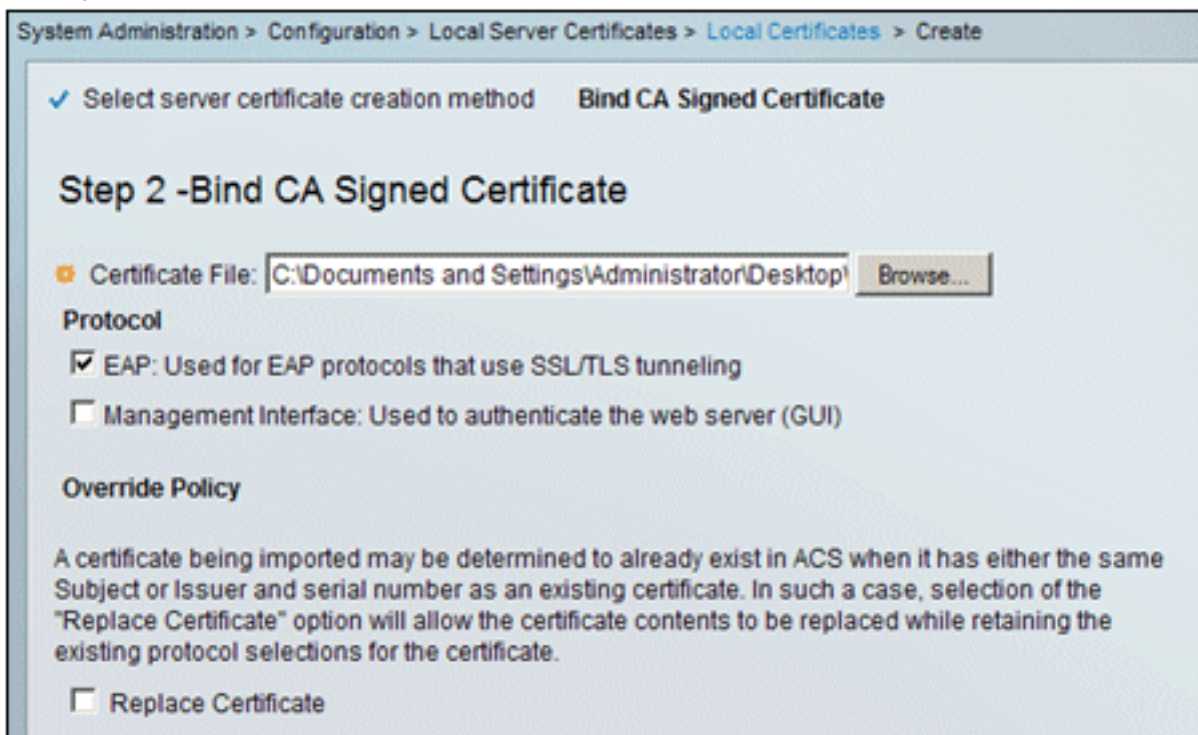 System Administration > Configuration > Local Server Certificates > Local Certificates > Create
Select server certificate creation method Bind CA Signed Certificate
Step 2 -Bind CA Signed Certificate
Certificate File: C:\Documents and Settings\Administrator\Desktop\ Browse...
Protocol
EAP: Used for EAP protocols that use SSL/TLS tunneling
Management Interface: Used to authenticate the web server (GUI)
Override Policy
A certificate being imported may be determined to already exist in ACS when it has either the same
Subject or Issuer and serial number as an existing certificate. In such a case, selection of the
"Replace Certificate" option will allow the certificate contents to be replaced while retaining the
existing protocol selections for the certificate.
Replace Certificate